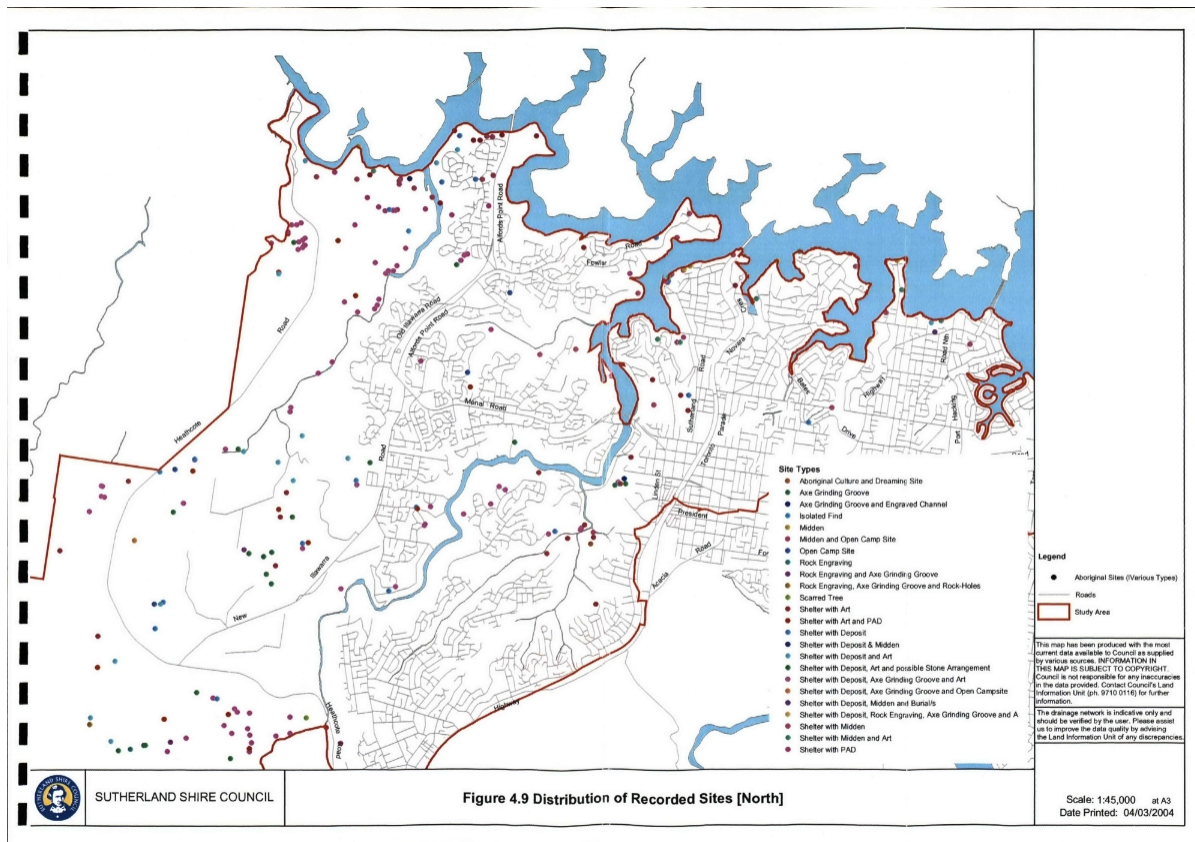 Alfords Point Road
Road
Fowler
Old Illawarra Road
Alfords Point Road
Road
Heathcote
Menai Road
Road
Road
Novara
Sutherland
Parade
Toronto
Linden St
Bates
Drive
Highway
Road Nth
Port Hacking
President
Road
Acacia
Illawarra
New
Highway
Heathcote
Road
Site Types
Aboriginal Culture and Dreaming Site
Axe Grinding Groove
Axe Grinding Groove and Engraved Channel
Isolated Find
Midden
Midden and Open Camp Site
Open Camp Site
Rock Engraving
Rock Engraving and Axe Grinding Groove
Rock Engraving, Axe Grinding Groove and Rock-Holes
Scarred Tree
Shelter with Art
Shelter with Art and PAD
Shelter with Deposit
Shelter with Deposit & Midden
Shelter with Deposit and Art
Shelter with Deposit, Art and possible Stone Arrangement
Shelter with Deposit, Axe Grinding Groove and Art
Shelter with Deposit, Axe Grinding Groove and Open Campsite
Shelter with Deposit, Midden and Burial/s
Shelter with Deposit, Rock Engraving, Axe Grinding Groove and A
Shelter with Midden
Shelter with Midden and Art
Shelter with PAD
Legend
Aboriginal Sites (Various Types)
Roads
Study Area
This map has been produced with the most
current data available to Council as supplied
by various sources. INFORMATION IN
THIS MAP IS SUBJECT TO COPYRIGHT.
Council is not responsible for any inaccuracies
in the data provided. Contact Council's Land
Information Unit (ph. 9710 0116) for further
information.
The drainage network is indicative only and
should be verified by the user. Please assist
us to improve the data quality by advising
the Land Information Unit of any discrepancies.
SUTHERLAND SHIRE COUNCIL
SUTHERLAND SHIRE COUNCIL
Figure 4.9 Distribution of Recorded Sites [North]
Scale: 1:45,000 at A3
Date Printed: 04/03/2004